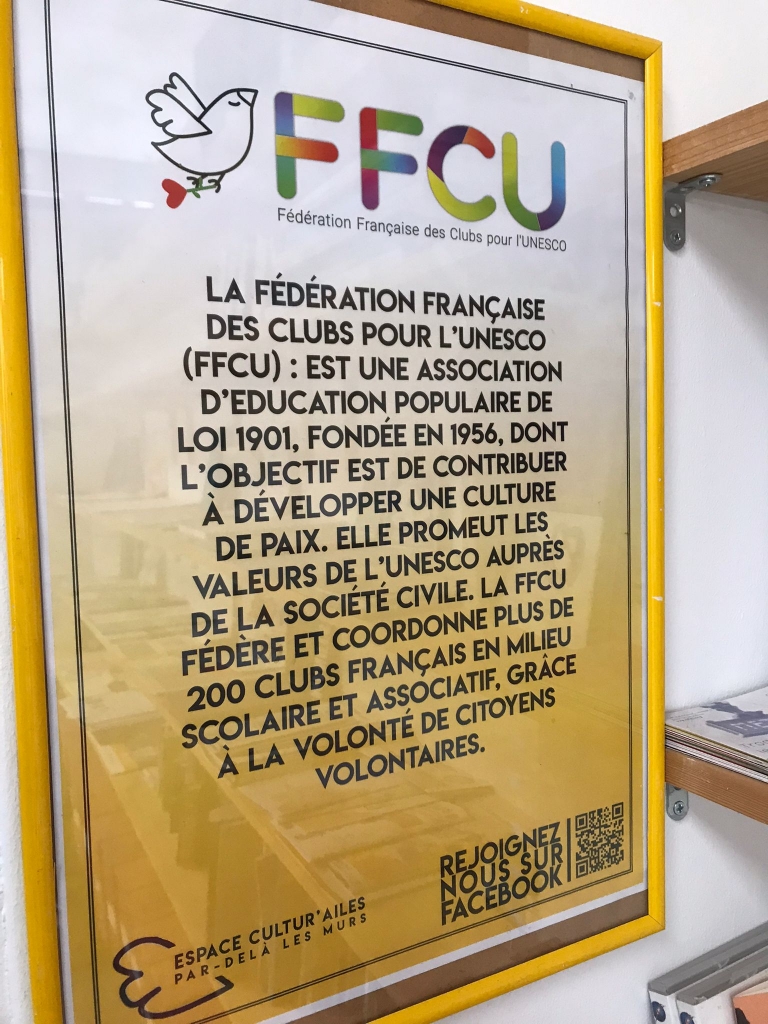 FFCU
Fédération Française des Clubs pour l'UNESCO
LA FÉDÉRATION FRANÇAISE
DES CLUBS POUR L'UNESCO
(FFCU) : EST UNE ASSOCIATION
D'EDUCATION POPULAIRE DE
LOI 1901, FONDÉE EN 1956, DONT
L'OBJECTIF EST DE CONTRIBUER
À DÉVELOPPER UNE CULTURE
DE PAIX. ELLE PROMEUT LES
VALEURS DE L'UNESCO AUPRÈS
DE LA SOCIÉTÉ CIVILE. LA FFCU
FÉDÈRE ET COORDONNE PLUS DE
200 CLUBS FRANÇAIS EN MILIEU
SCOLAIRE ET ASSOCIATIF, GRÂCE
À LA VOLONTÉ DE CITOYENS
VOLONTAIRES.
REJOIGNEZ
NOUS SUR
FACEBOOK
ESPACE CULTUR'AILES
PAR-DELÀ LES MURS